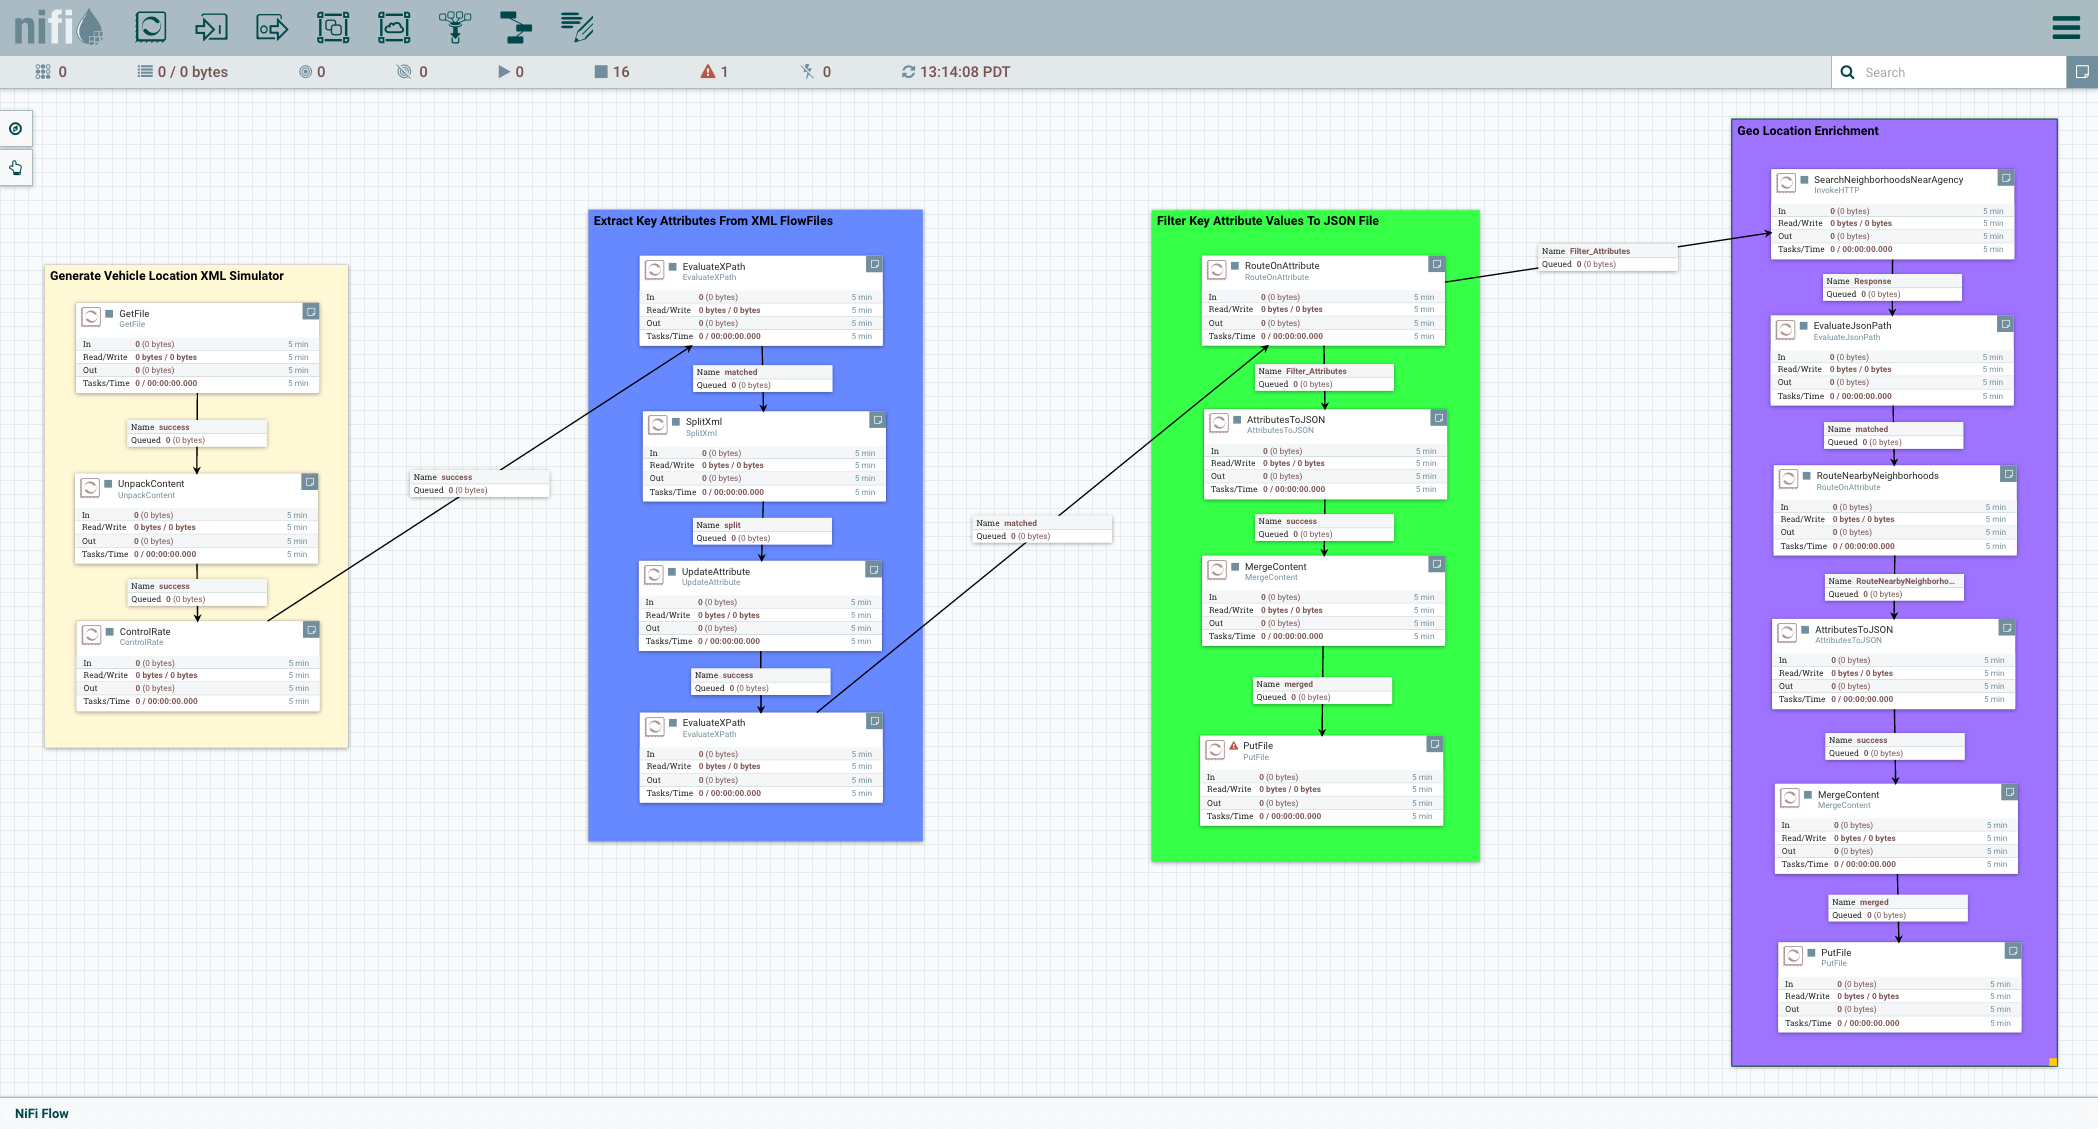 nifi
0
0 / 0 bytes
0
0
0
16
1
0
13:14:08 PDT
Search
Generate Vehicle Location XML Simulator
GetFile
GetFile
In 0 (0 bytes) 5 min
Read/Write 0 bytes / 0 bytes 5 min
Out 0 (0 bytes) 5 min
Tasks/Time 0 / 00:00:00.000 5 min
Name success
Queued 0 (0 bytes)
UnpackContent
UnpackContent
In 0 (0 bytes) 5 min
Read/Write 0 bytes / 0 bytes 5 min
Out 0 (0 bytes) 5 min
Tasks/Time 0 / 00:00:00.000 5 min
Name success
Queued 0 (0 bytes)
ControlRate
ControlRate
In 0 (0 bytes) 5 min
Read/Write 0 bytes / 0 bytes 5 min
Out 0 (0 bytes) 5 min
Tasks/Time 0 / 00:00:00.000 5 min
Name success
Queued 0 (0 bytes)
Extract Key Attributes From XML FlowFiles
EvaluateXPath
EvaluateXPath
In 0 (0 bytes) 5 min
Read/Write 0 bytes / 0 bytes 5 min
Out 0 (0 bytes) 5 min
Tasks/Time 0 / 00:00:00.000 5 min
Name matched
Queued 0 (0 bytes)
SplitXml
SplitXml
In 0 (0 bytes) 5 min
Read/Write 0 bytes / 0 bytes 5 min
Out 0 (0 bytes) 5 min
Tasks/Time 0 / 00:00:00.000 5 min
Name split
Queued 0 (0 bytes)
UpdateAttribute
UpdateAttribute
In 0 (0 bytes) 5 min
Read/Write 0 bytes / 0 bytes 5 min
Out 0 (0 bytes) 5 min
Tasks/Time 0 / 00:00:00.000 5 min
Name success
Queued 0 (0 bytes)
EvaluateXPath
EvaluateXPath
In 0 (0 bytes) 5 min
Read/Write 0 bytes / 0 bytes 5 min
Out 0 (0 bytes) 5 min
Tasks/Time 0 / 00:00:00.000 5 min
Name matched
Queued 0 (0 bytes)
Filter Key Attribute Values To JSON File
RouteOnAttribute
RouteOnAttribute
In 0 (0 bytes) 5 min
Read/Write 0 bytes / 0 bytes 5 min
Out 0 (0 bytes) 5 min
Tasks/Time 0 / 00:00:00.000 5 min
Name Filter_Attributes
Queued 0 (0 bytes)
AttributesToJSON
AttributesToJSON
In 0 (0 bytes) 5 min
Read/Write 0 bytes / 0 bytes 5 min
Out 0 (0 bytes) 5 min
Tasks/Time 0 / 00:00:00.000 5 min
Name success
Queued 0 (0 bytes)
MergeContent
MergeContent
In 0 (0 bytes) 5 min
Read/Write 0 bytes / 0 bytes 5 min
Out 0 (0 bytes) 5 min
Tasks/Time 0 / 00:00:00.000 5 min
Name merged
Queued 0 (0 bytes)
PutFile
PutFile
In 0 (0 bytes) 5 min
Read/Write 0 bytes / 0 bytes 5 min
Out 0 (0 bytes) 5 min
Tasks/Time 0 / 00:00:00.000 5 min
Name Filter_Attributes
Queued 0 (0 bytes)
Geo Location Enrichment
SearchNeighborhoodsNearAgency
InvokeHTTP
In 0 (0 bytes) 5 min
Read/Write 0 bytes / 0 bytes 5 min
Out 0 (0 bytes) 5 min
Tasks/Time 0 / 00:00:00.000 5 min
Name Response
Queued 0 (0 bytes)
EvaluateJsonPath
EvaluateJsonPath
In 0 (0 bytes) 5 min
Read/Write 0 bytes / 0 bytes 5 min
Out 0 (0 bytes) 5 min
Tasks/Time 0 / 00:00:00.000 5 min
Name matched
Queued 0 (0 bytes)
RouteNearbyNeighborhoods
RouteOnAttribute
In 0 (0 bytes) 5 min
Read/Write 0 bytes / 0 bytes 5 min
Out 0 (0 bytes) 5 min
Tasks/Time 0 / 00:00:00.000 5 min
Name RouteNearbyNeighborho...
Queued 0 (0 bytes)
AttributesToJSON
AttributesToJSON
In 0 (0 bytes) 5 min
Read/Write 0 bytes / 0 bytes 5 min
Out 0 (0 bytes) 5 min
Tasks/Time 0 / 00:00:00.000 5 min
Name success
Queued 0 (0 bytes)
MergeContent
MergeContent
In 0 (0 bytes) 5 min
Read/Write 0 bytes / 0 bytes 5 min
Out 0 (0 bytes) 5 min
Tasks/Time 0 / 00:00:00.000 5 min
Name merged
Queued 0 (0 bytes)
PutFile
PutFile
In 0 (0 bytes) 5 min
Read/Write 0 bytes / 0 bytes 5 min
Out 0 (0 bytes) 5 min
Tasks/Time 0 / 00:00:00.000 5 min
NiFi Flow